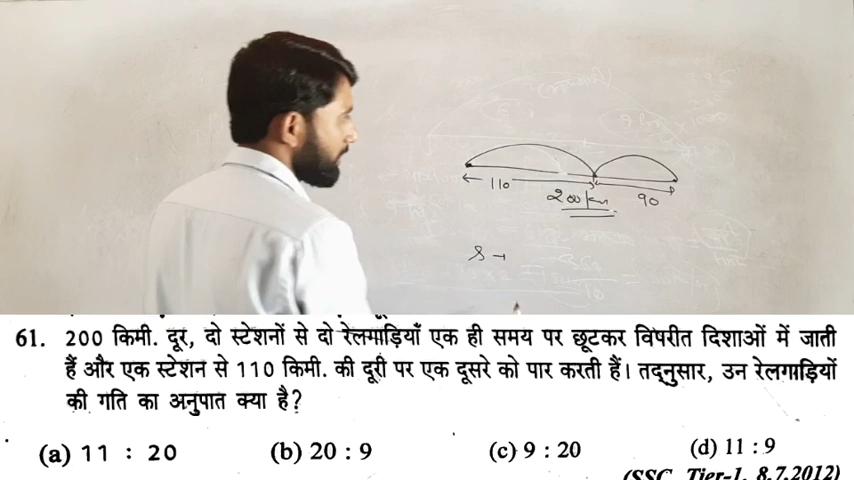 110
200 km
90
S →
61. 200 किमी. दूर, दो स्टेशनों से दो रेलगाड़ियाँ एक ही समय पर छूटकर विपरीत दिशाओं में जाती
हैं और एक स्टेशन से 110 किमी. की दूरी पर एक दूसरे को पार करती हैं। तद्नुसार, उन रेलगाड़ियों
की गति का अनुपात क्या है?
(a) 11 : 20 (b) 20 : 9 (c) 9 : 20 (d) 11 : 9
(SSC, Tier-1, 8.7.2012)